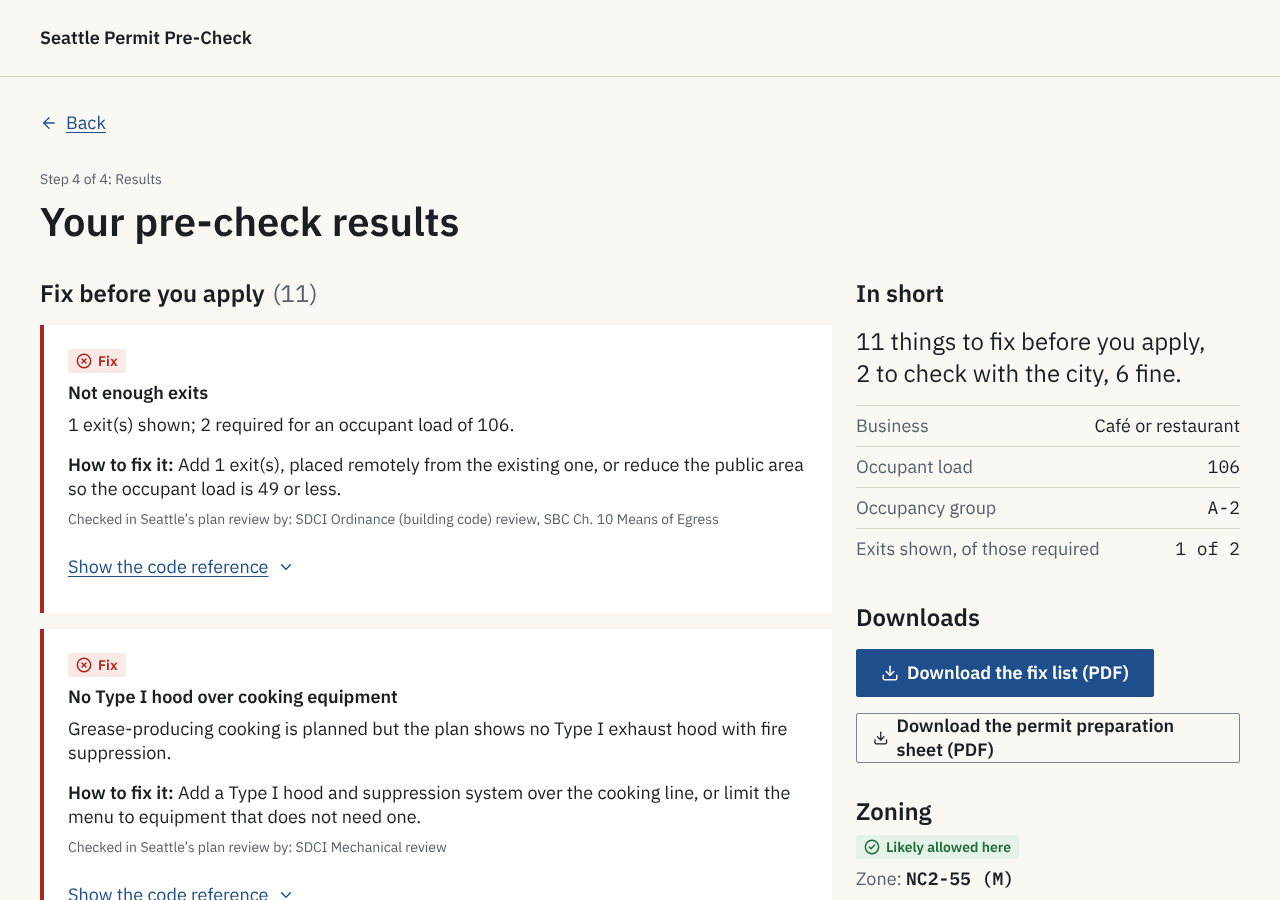 Seattle Permit Pre-Check
Back
Step 4 of 4: Results
Your pre-check results
Fix before you apply (11)
Fix
Not enough exits
1 exit(s) shown; 2 required for an occupant load of 106.
How to fix it: Add 1 exit(s), placed remotely from the existing one, or reduce the public area
so the occupant load is 49 or less.
Checked in Seattle’s plan review by: SDCI Ordinance (building code) review, SBC Ch. 10 Means of Egress
Show the code reference
Fix
No Type I hood over cooking equipment
Grease-producing cooking is planned but the plan shows no Type I exhaust hood with fire
suppression.
How to fix it: Add a Type I hood and suppression system over the cooking line, or limit the
menu to equipment that does not need one.
Checked in Seattle’s plan review by: SDCI Mechanical review
Show the code reference
In short
11 things to fix before you apply,
2 to check with the city, 6 fine.
Business Café or restaurant
Occupant load 106
Occupancy group A-2
Exits shown, of those required 1 of 2
Downloads
Download the fix list (PDF)
Download the permit preparation
sheet (PDF)
Zoning
Likely allowed here
Zone: NC2-55 (M)